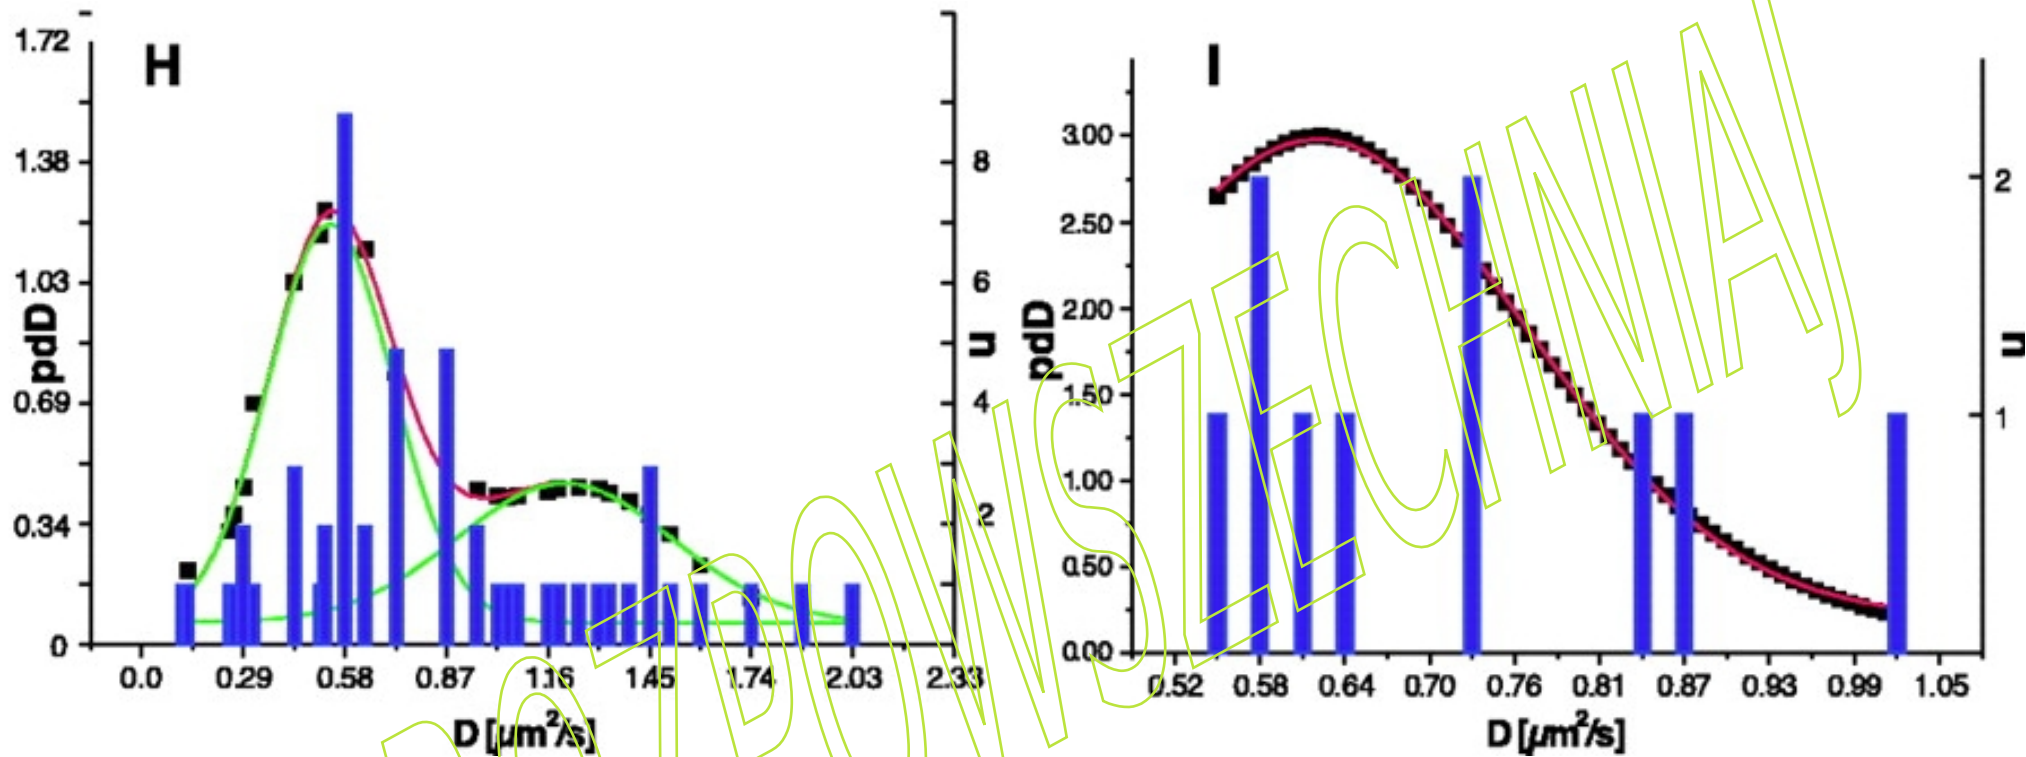 H
1.72
1.38
1.03
0.69
0.34
0
pdD
8
6
4
2
n
0.0 0.29 0.58 0.87 1.16 1.45 1.74 2.03 2.33
D [µm²/s]
I
3.00
2.50
2.00
1.50
1.00
0.50
0.00
pdD
2
1
n
0.52 0.58 0.64 0.70 0.76 0.81 0.87 0.93 0.99 1.05
D [µm²/s]
ROZPOWSZECHNIAJ